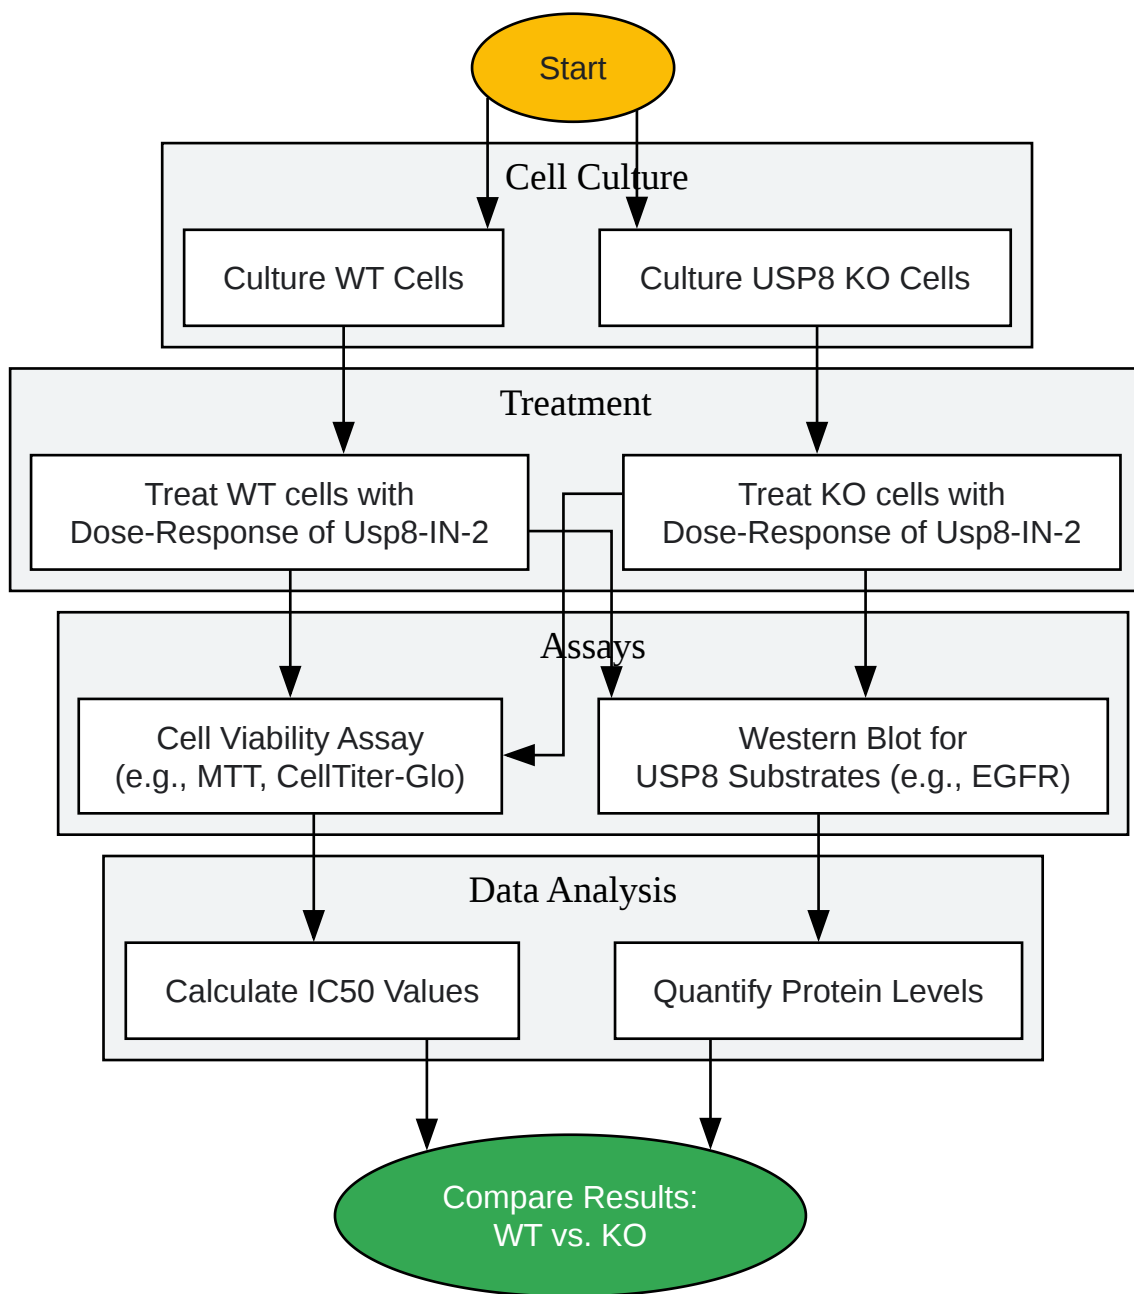 Start
Cell Culture
Culture WT Cells
Culture USP8 KO Cells
Treatment
Treat WT cells with
Dose-Response of Usp8-IN-2
Treat KO cells with
Dose-Response of Usp8-IN-2
Assays
Cell Viability Assay
(e.g., MTT, CellTiter-Glo)
Western Blot for
USP8 Substrates (e.g., EGFR)
Data Analysis
Calculate IC50 Values
Quantify Protein Levels
Compare Results:
WT vs. KO